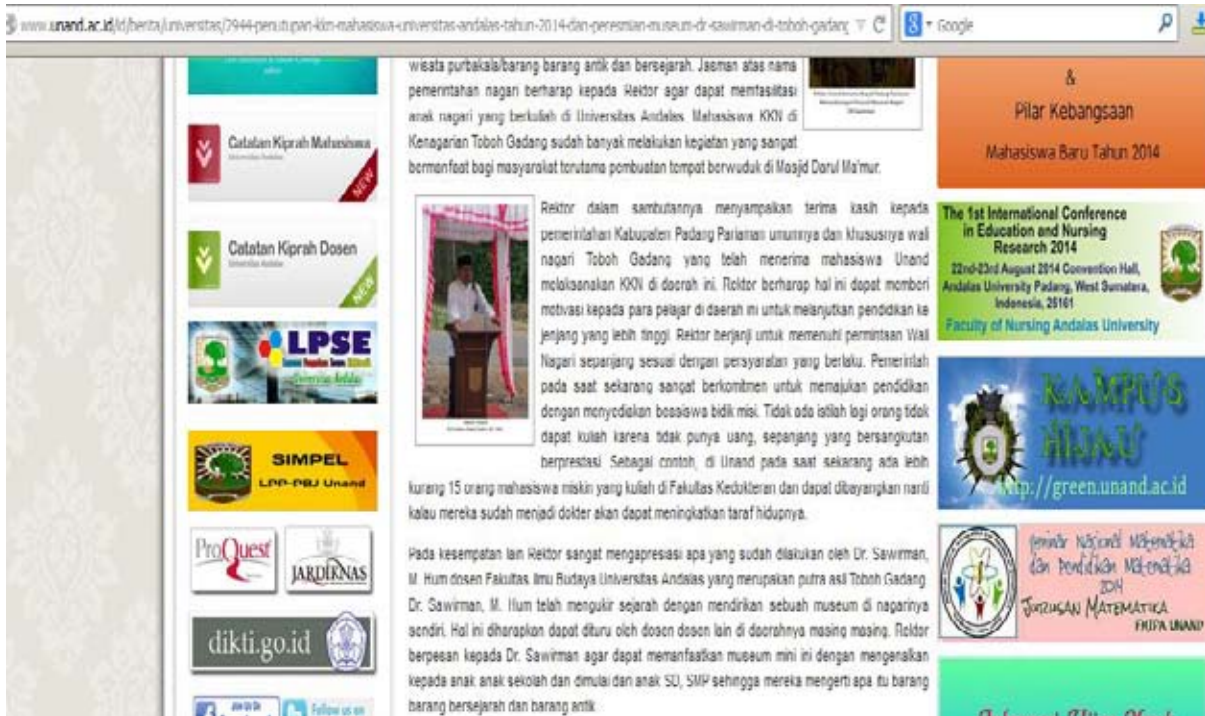 www.unand.ac.id/id/berita/universitas/2944-penutupan-kkn-mahasiswa-universitas-andalas-tahun-2014-dan-peresmian-museum-dr-sawirman-di-toboh-gadang
Google
wisata purbakala/barang barang antik dan bersejarah. Jasman atas nama
pemerintahan nagari berharap kepada Rektor agar dapat memfasilitasi
anak nagari yang berkuliah di Universitas Andalas. Mahasiswa KKN di
Kenagarian Toboh Gadang sudah banyak melakukan kegiatan yang sangat
bermanfaat bagi masyarakat terutama pembuatan tempat berwuduk di Masjid Darul Ma'mur.
Rektor dalam sambutannya menyampaikan terima kasih kepada
pemerintahan Kabupaten Padang Pariaman umumnya dan khususnya wali
nagari Toboh Gadang yang telah menerima mahasiswa Unand
melaksanakan KKN di daerah ini. Rektor berharap hal ini dapat memberi
motivasi kepada para pelajar di daerah ini untuk melanjutkan pendidikan ke
jenjang yang lebih tinggi. Rektor berjanji untuk memenuhi permintaan Wali
Nagari sepanjang sesuai dengan persyaratan yang berlaku. Pemerintah
pada saat sekarang sangat berkomitmen untuk memajukan pendidikan
dengan menyediakan beasiswa bidik misi. Tidak ada istilah lagi orang tidak
dapat kuliah karena tidak punya uang, sepanjang yang bersangkutan
berprestasi. Sebagai contoh, di Unand pada saat sekarang ada lebih
kurang 15 orang mahasiswa miskin yang kuliah di Fakultas Kedokteran dan dapat dibayangkan nanti
kalau mereka sudah menjadi dokter akan dapat meningkatkan taraf hidupnya.
Pada kesempatan lain Rektor sangat mengapresiasi apa yang sudah dilakukan oleh Dr. Sawirman,
M. Hum dosen Fakultas Ilmu Budaya Universitas Andalas yang merupakan putra asli Toboh Gadang.
Dr. Sawirman, M. Hum telah mengukir sejarah dengan mendirikan sebuah museum di nagarinya
sendiri. Hal ini diharapkan dapat ditiru oleh dosen dosen lain di daerahnya masing masing. Rektor
berpesan kepada Dr. Sawirman agar dapat memanfaatkan museum mini ini dengan mengenalkan
kepada anak anak sekolah dan dimulai dari anak SD, SMP sehingga mereka mengerti apa itu barang
barang bersejarah dan barang antik
Catatan Kiprah Mahasiswa
Universitas Andalas
NEW
Catatan Kiprah Dosen
Universitas Andalas
NEW
LPSE
Universitas Andalas
SIMPEL
LPP-PBJ Unand
ProQuest
JARDIKNAS
dikti.go.id
Join Us On
Follow us on
&
Pilar Kebangsaan
Mahasiswa Baru Tahun 2014
The 1st International Conference
in Education and Nursing
Research 2014
22nd-23rd August 2014 Convention Hall,
Andalas University Padang, West Sumatera,
Indonesia, 25161
Faculty of Nursing Andalas University
KAMPUS
HIJAU
http://green.unand.ac.id
Seminar Nasional Matematika
dan Pendidikan Matematika
2014
JURUSAN MATEMATIKA
FMIPA UNAND